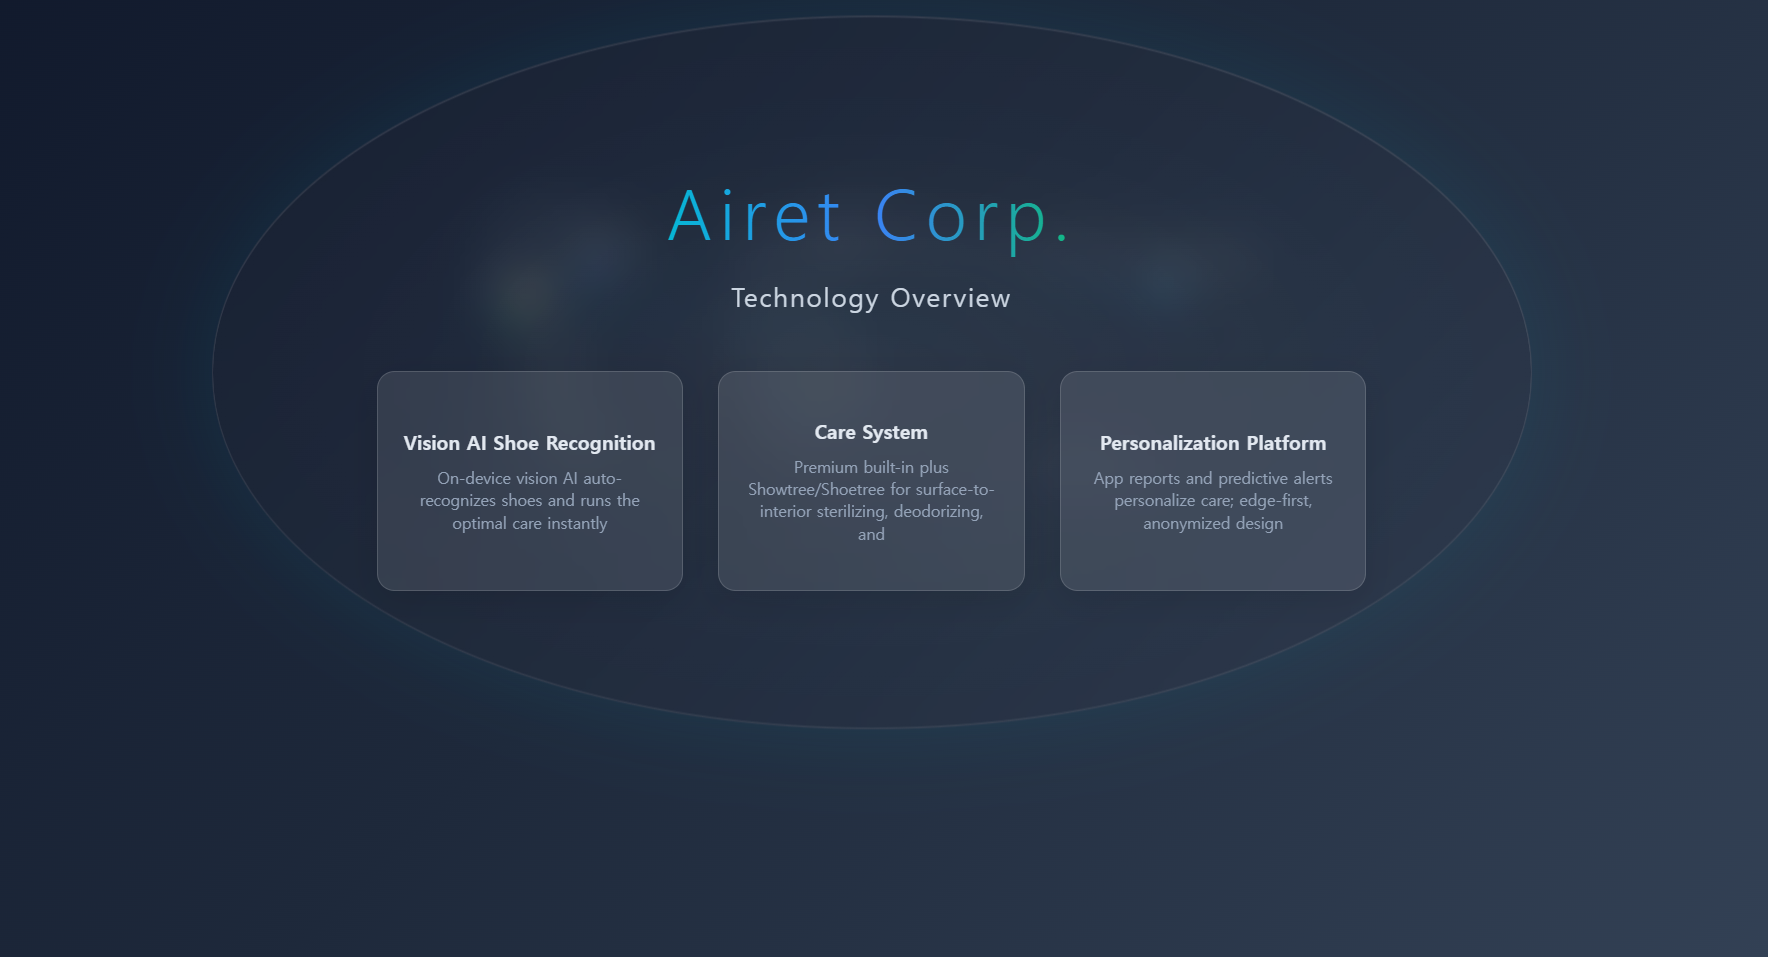 Airet Corp.
Technology Overview
Vision AI Shoe Recognition
On-device vision AI auto-
recognizes shoes and runs the
optimal care instantly
Care System
Premium built-in plus
Showtree/Shoetree for surface-to-
interior sterilizing, deodorizing,
and
Personalization Platform
App reports and predictive alerts
personalize care; edge-first,
anonymized design